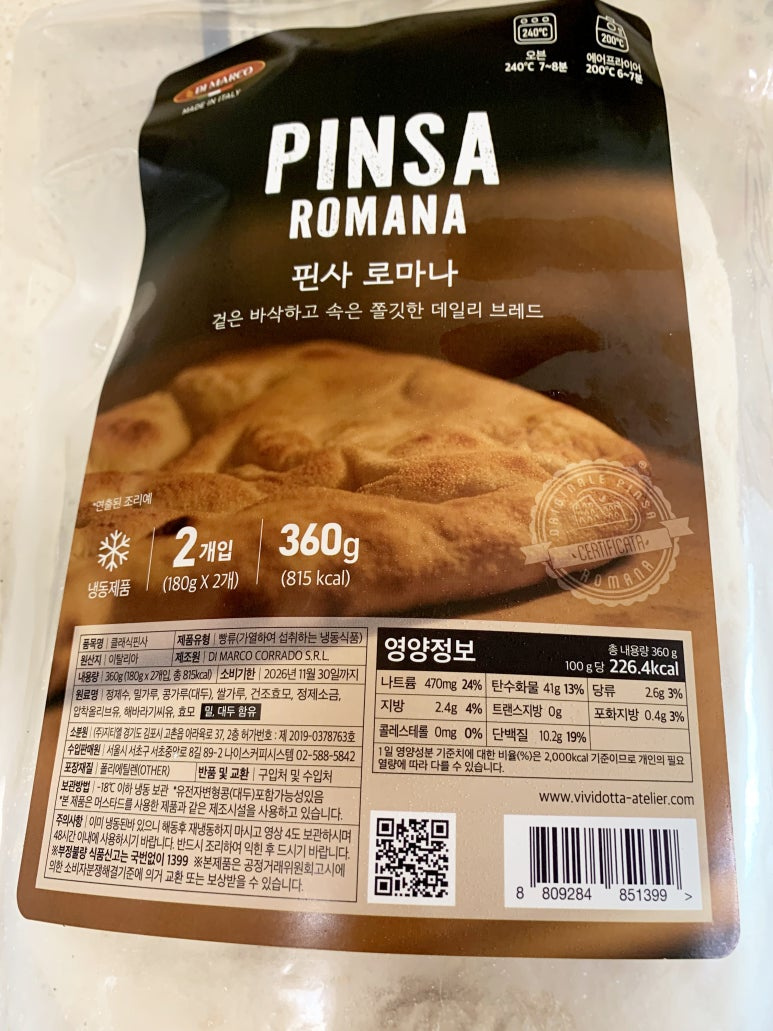 DI MARCO
MADE IN ITALY
240℃
오븐
240℃ 7~8분
200℃
에어프라이어
200℃ 6~7분
PINSA
ROMANA
핀사 로마나
겉은 바삭하고 속은 쫄깃한 데일리 브레드
*연출된 조리예
냉동제품
2개입
(180g X 2개)
360g
(815 kcal)
ORIGINALE PINSA
CERTIFICATA
ROMANA
품목명 클래식핀사 제품유형 빵류(가열하여 섭취하는 냉동식품)
원산지 이탈리아 제조원 DI MARCO CORRADO S.R.L.
내용량 360g(180g x 2개입, 총 815kcal) 소비기한 2026년 11월 30일까지
원료명 정제수, 밀가루, 콩가루(대두), 쌀가루, 건조효모, 정제소금,
압착올리브유, 해바라기씨유, 효모 밀, 대두 함유
소분원 (주)지티엘 경기도 김포시 고촌읍 아라육로 37, 2층 허가번호 : 제 2019-0378763호
수입판매원 서울시 서초구 서초중앙로 8길 89-2 나이스커피시스템 02-588-5842
포장재질 폴리에틸렌(OTHER) 반품 및 교환 구입처 및 수입처
보관방법 -18℃ 이하 냉동 보관 *유전자변형콩(대두)포함가능성있음
*본 제품은 머스타드를 사용한 제품과 같은 제조시설을 사용하고 있습니다.
주의사항 이미 냉동된바 있으니 해동후 재냉동하지 마시고 영상 4도 보관하시며
48시간 이내에 사용하시기 바랍니다. 반드시 조리하여 익힌 후 드시기 바랍니다.
※부정불량 식품신고는 국번없이 1399 ※본제품은 공정거래위원회고시에
의한 소비자분쟁해결기준에 의거 교환 또는 보상받을 수 있습니다.
영양정보
총 내용량 360 g
100 g 당 226.4kcal
나트륨 470mg 24% 탄수화물 41g 13% 당류 2.6g 3%
지방 2.4g 4% 트랜스지방 0g 포화지방 0.4g 3%
콜레스테롤 0mg 0% 단백질 10.2g 19%
1일 영양성분 기준치에 대한 비율(%)은 2,000kcal 기준이므로 개인의 필요
열량에 따라 다를 수 있습니다.
www.vividotta-atelier.com
8 809284 851399 >